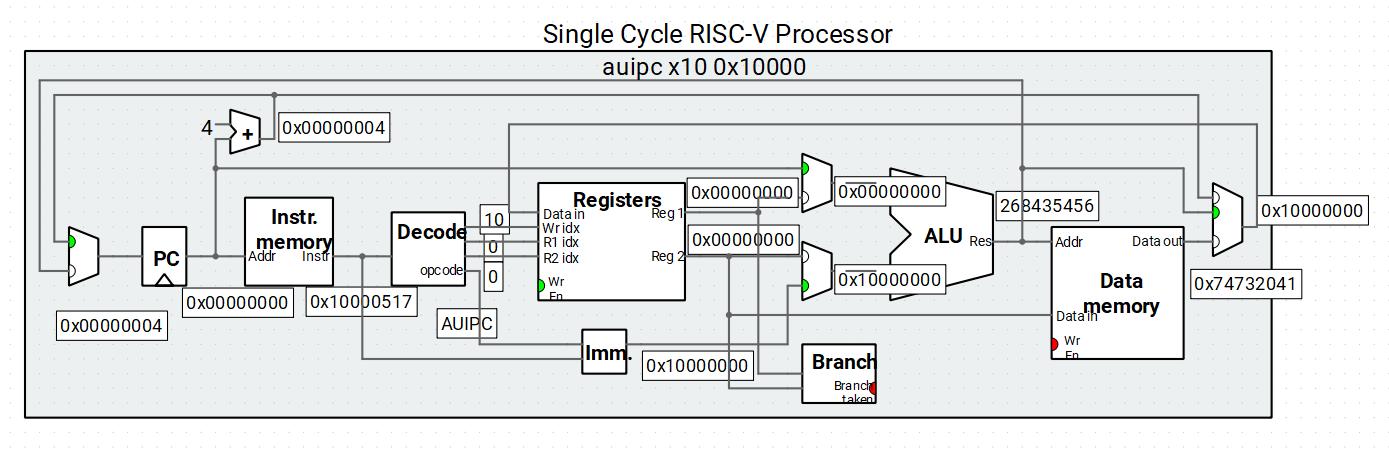 Single Cycle RISC-V Processor
auipc x10 0x10000
4
+
0x00000004
0x00000004
PC
0x00000000
Instr.
memory
Addr
Instr
0x10000517
Decode
opcode
10
0
0
AUIPC
Registers
Data in
Wr idx
R1 idx
R2 idx
Wr
En
Reg 1
Reg 2
Imm.
0x10000000
0x00000000
0x00000000
0x00000000
0x10000000
ALU
Res
268435456
Branch
Branch
taken
Addr
Data out
Data
memory
Data in
Wr
En
0x10000000
0x74732041